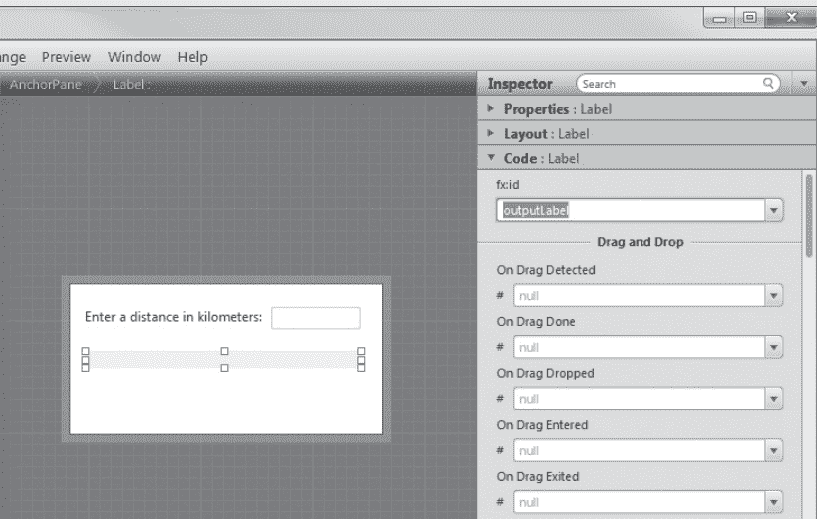 Preview Window Help
AnchorPane Label :
Inspector Search
Properties : Label
Layout : Label
Code : Label
fx:id
outputLabel
Drag and Drop
On Drag Detected
# null
On Drag Done
# null
On Drag Dropped
# null
On Drag Entered
# null
On Drag Exited
# null
Enter a distance in kilometers: